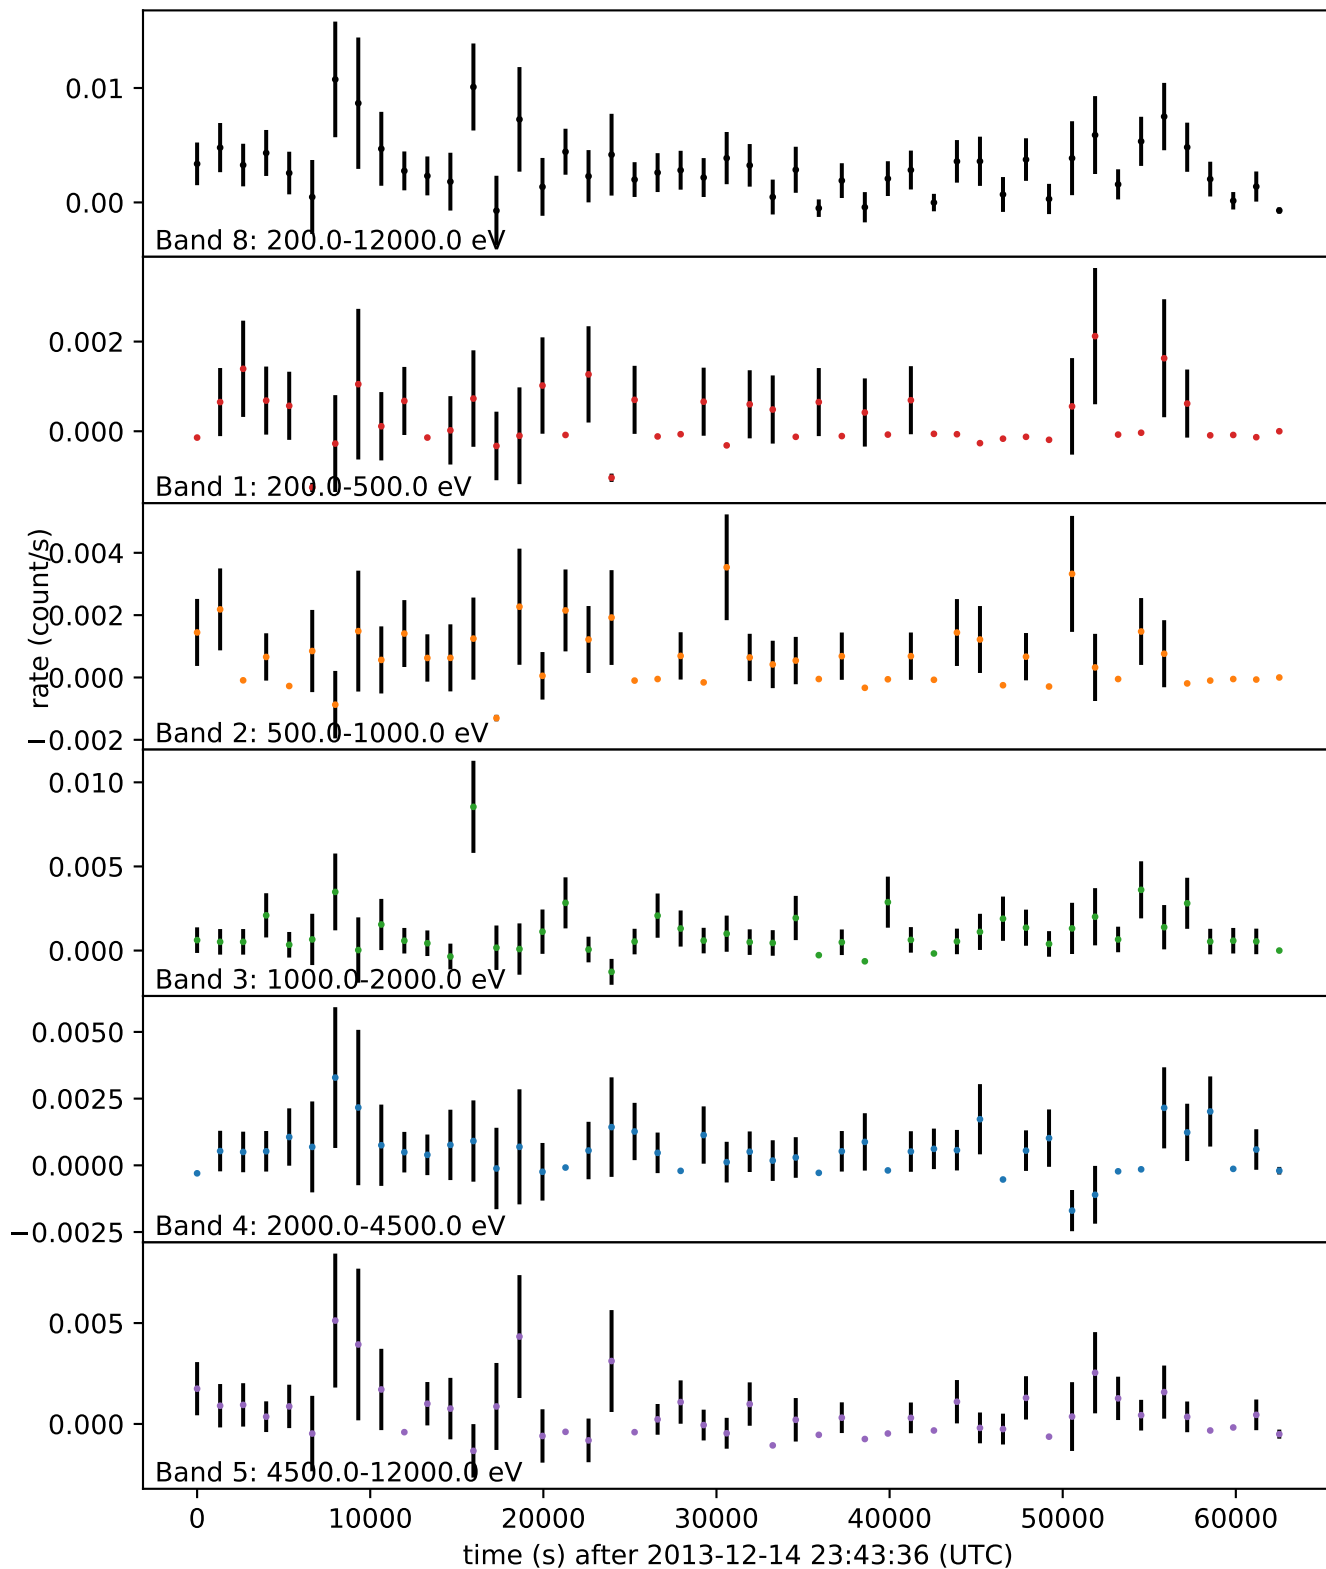 0.01
0.00
Band 8: 200.0-12000.0 eV
0.002
0.000
Band 1: 200.0-500.0 eV
rate (count/s)
0.004
0.002
0.000
−0.002
Band 2: 500.0-1000.0 eV
0.010
0.005
0.000
Band 3: 1000.0-2000.0 eV
0.0050
0.0025
0.0000
−0.0025
Band 4: 2000.0-4500.0 eV
0.005
0.000
Band 5: 4500.0-12000.0 eV
0 10000 20000 30000 40000 50000 60000
time (s) after 2013-12-14 23:43:36 (UTC)